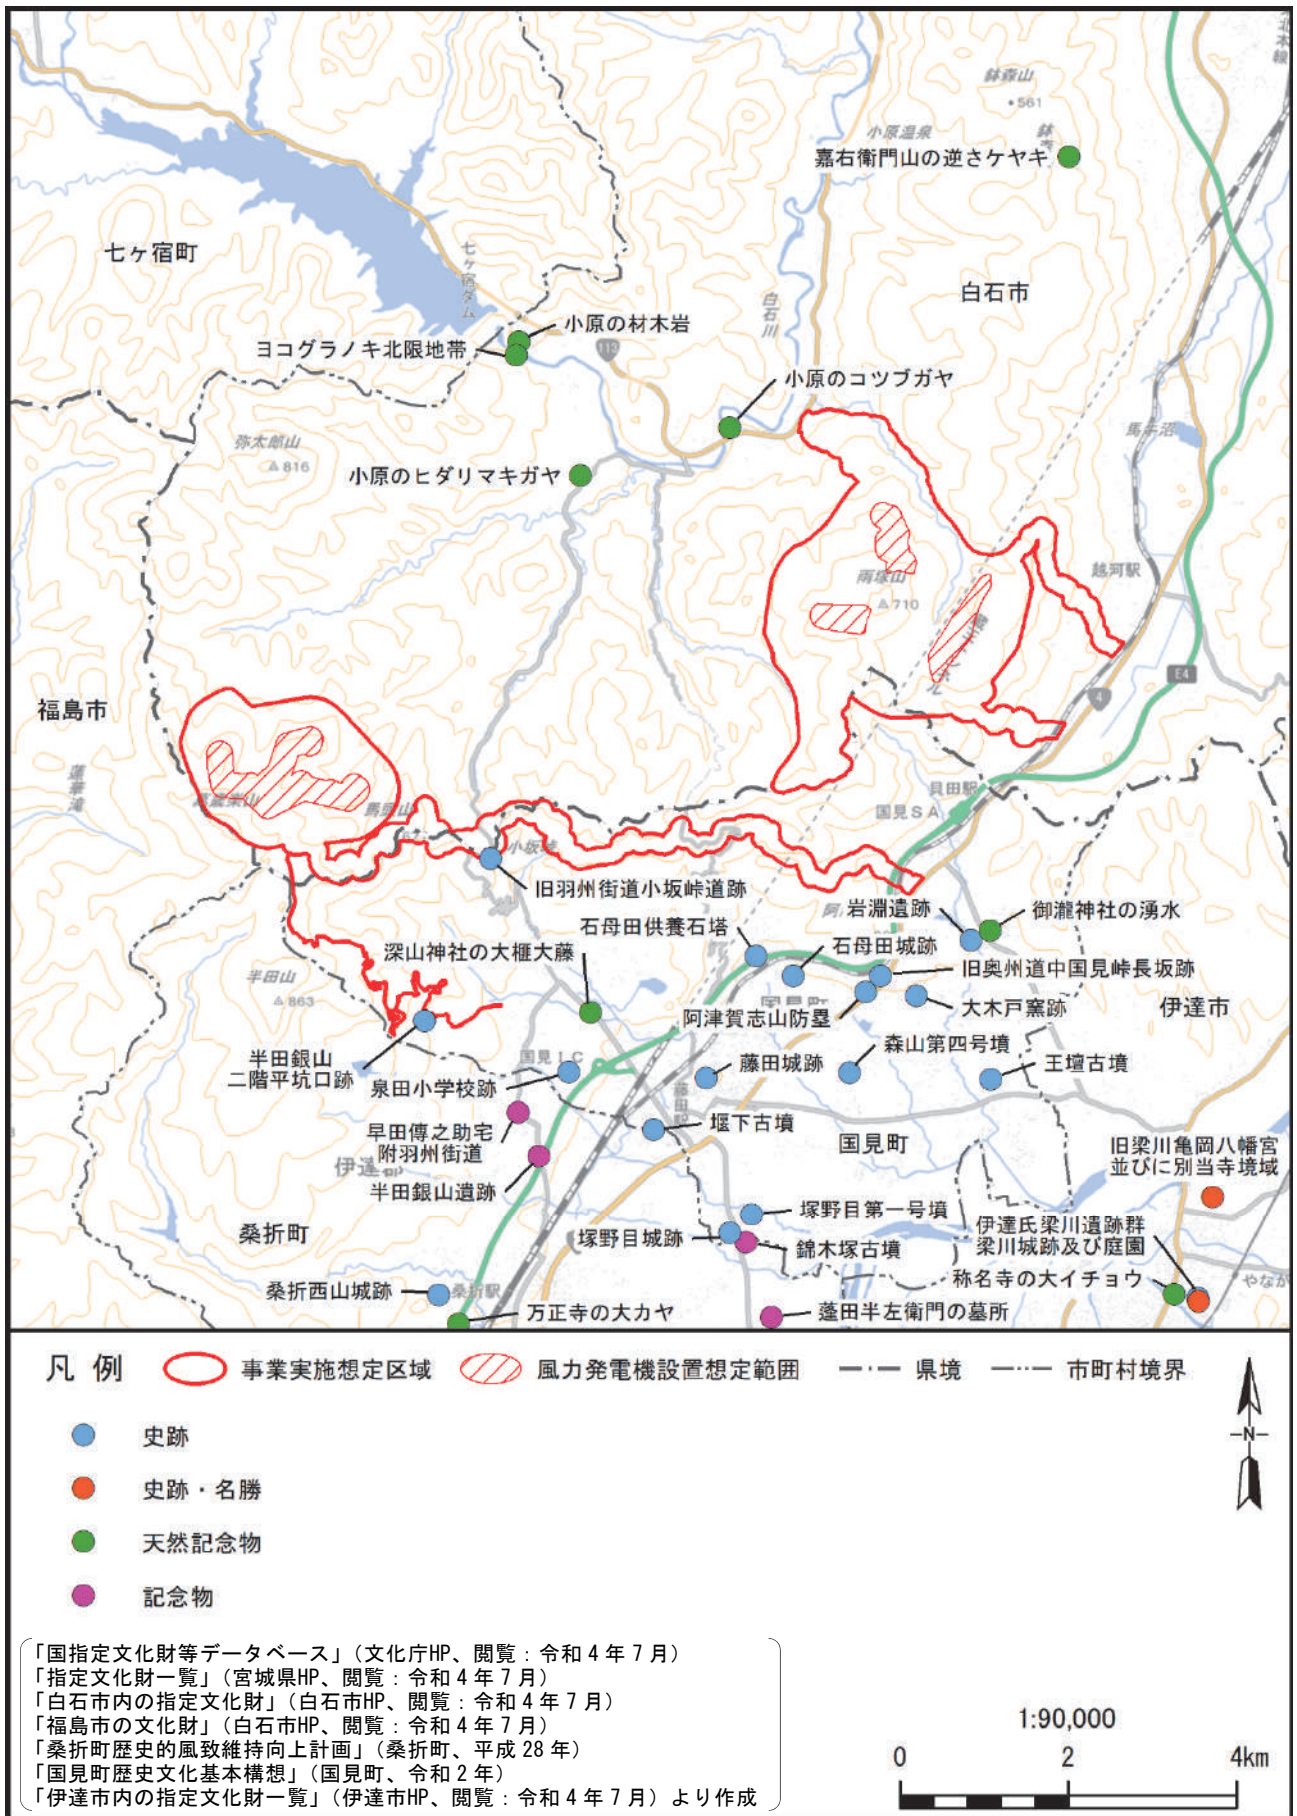 北本線
鉢森山
・561
小原温泉
嘉右衛門山の逆さケヤキ
七ヶ宿町
七ヶ宿ダム
白石市
白石川
小原の材木岩
ヨコグラノキ北限地帯
113
小原のコツブガヤ
馬牛沼
弥太郎山
△816
小原のヒダリマキガヤ
越河駅
雨塚山
△710
E4
4
福島市
蓬華滝
萬歳楽山
貝田駅
国見SA
小坂峠
旧羽州街道小坂峠道跡
岩淵遺跡
御瀧神社の湧水
石母田供養石塔
石母田城跡
深山神社の大榧大藤
旧奥州道中国見峠長坂跡
半田山
△863
国見町
大木戸窯跡
伊達市
阿津賀志山防塁
半田銀山
二階平坑口跡
国見IC
泉田小学校跡
藤田城跡
森山第四号墳
王壇古墳
藤田駅
早田傳之助宅
附羽州街道
堰下古墳
国見町
伊達郡
半田銀山遺跡
旧梁川亀岡八幡宮
並びに別当寺境域
桑折町
塚野目第一号墳
塚野目城跡
錦木塚古墳
伊達氏梁川遺跡群
梁川城跡及び庭園
称名寺の大イチョウ
やなが
桑折西山城跡
桑折駅
万正寺の大カヤ
蓬田半左衛門の墓所
凡 例
事業実施想定区域
風力発電機設置想定範囲
県境
市町村境界
史跡
N
史跡・名勝
天然記念物
記念物
「国指定文化財等データベース」（文化庁HP、閲覧：令和4年7月）
「指定文化財一覧」（宮城県HP、閲覧：令和4年7月）
「白石市内の指定文化財」（白石市HP、閲覧：令和4年7月）
「福島市の文化財」（白石市HP、閲覧：令和4年7月）
「桑折町歴史的風致維持向上計画」（桑折町、平成28年）
「国見町歴史文化基本構想」（国見町、令和2年）
「伊達市内の指定文化財一覧」（伊達市HP、閲覧：令和4年7月）より作成
1:90,000
0 2 4km